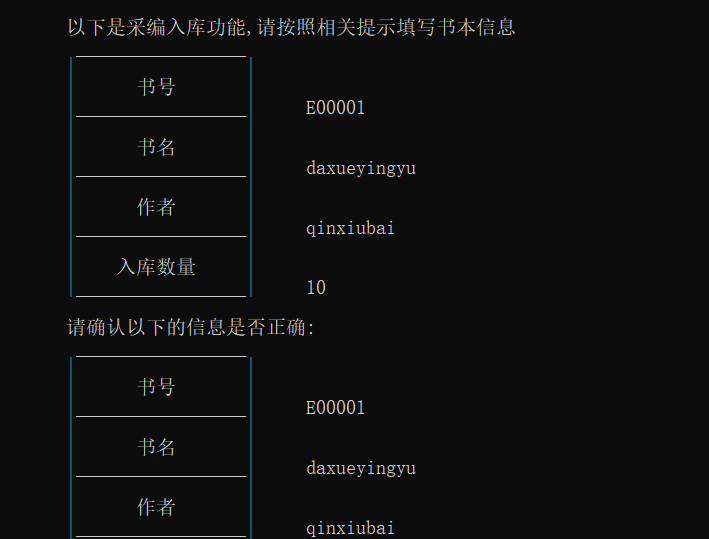 以下是采编入库功能,请按照相关提示填写书本信息
书号
E00001
书名
daxueyingyu
作者
qinxiubai
入库数量
10
请确认以下的信息是否正确:
书号
E00001
书名
daxueyingyu
作者
qinxiubai